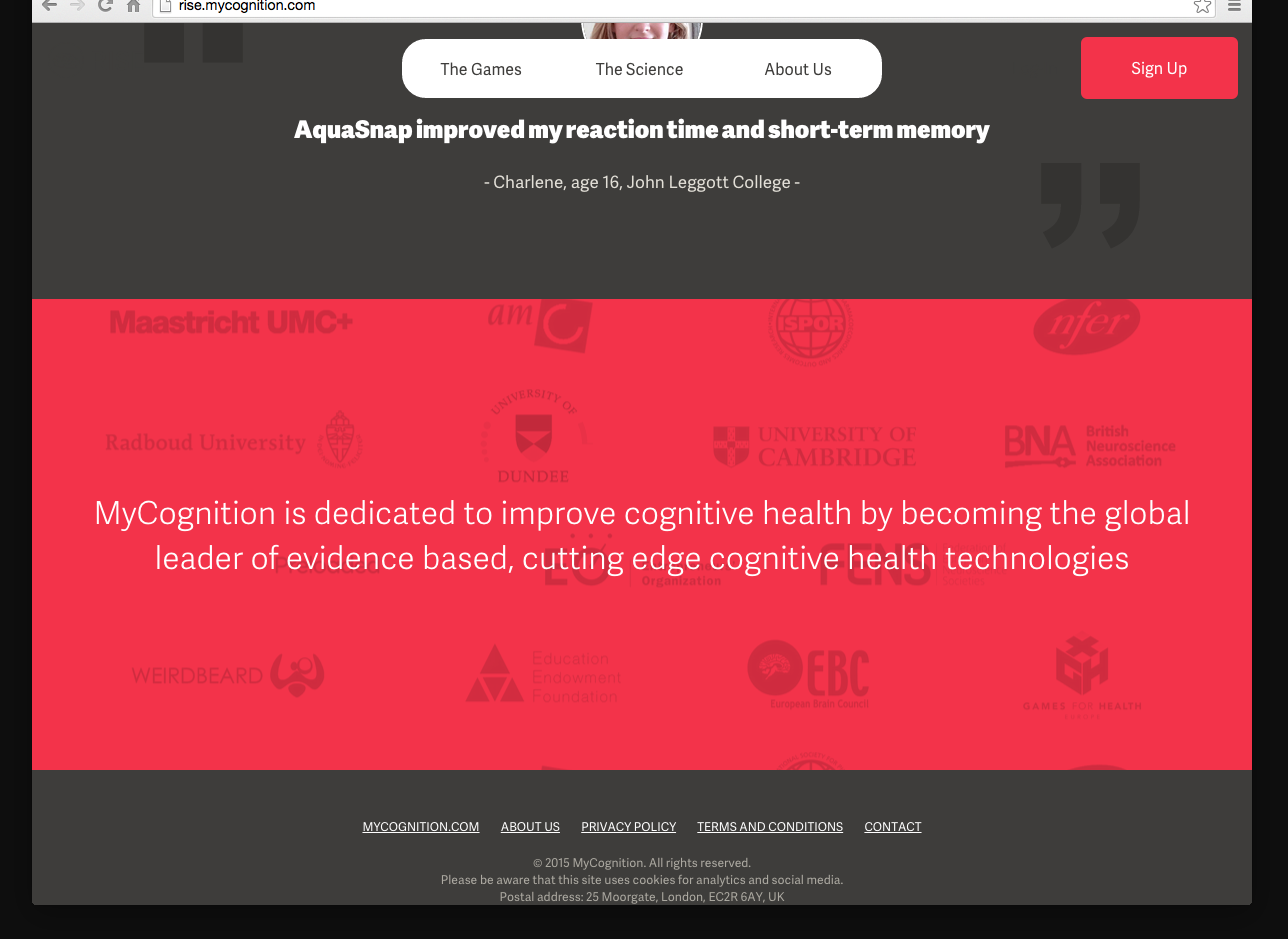 rise.mycognition.com
The Games
The Science
About Us
Sign Up
AquaSnap improved my reaction time and short-term memory
- Charlene, age 16, John Leggott College -
Maastricht UMC+
amC
ISPOR
nfer
Radboud University
UNIVERSITY OF
DUNDEE
UNIVERSITY OF
CAMBRIDGE
BNA
British
Neuroscience
Association
MyCognition is dedicated to improve cognitive health by becoming the global
leader of evidence based, cutting edge cognitive health technologies
Organization
FENS
WEIRDBEARD
Education
Endowment
Foundation
EBC
European Brain Council
GH
GAMES FOR HEALTH
EUROPE
MYCOGNITION.COM
ABOUT US
PRIVACY POLICY
TERMS AND CONDITIONS
CONTACT
© 2015 MyCognition. All rights reserved.
Please be aware that this site uses cookies for analytics and social media.
Postal address: 25 Moorgate, London, EC2R 6AY, UK